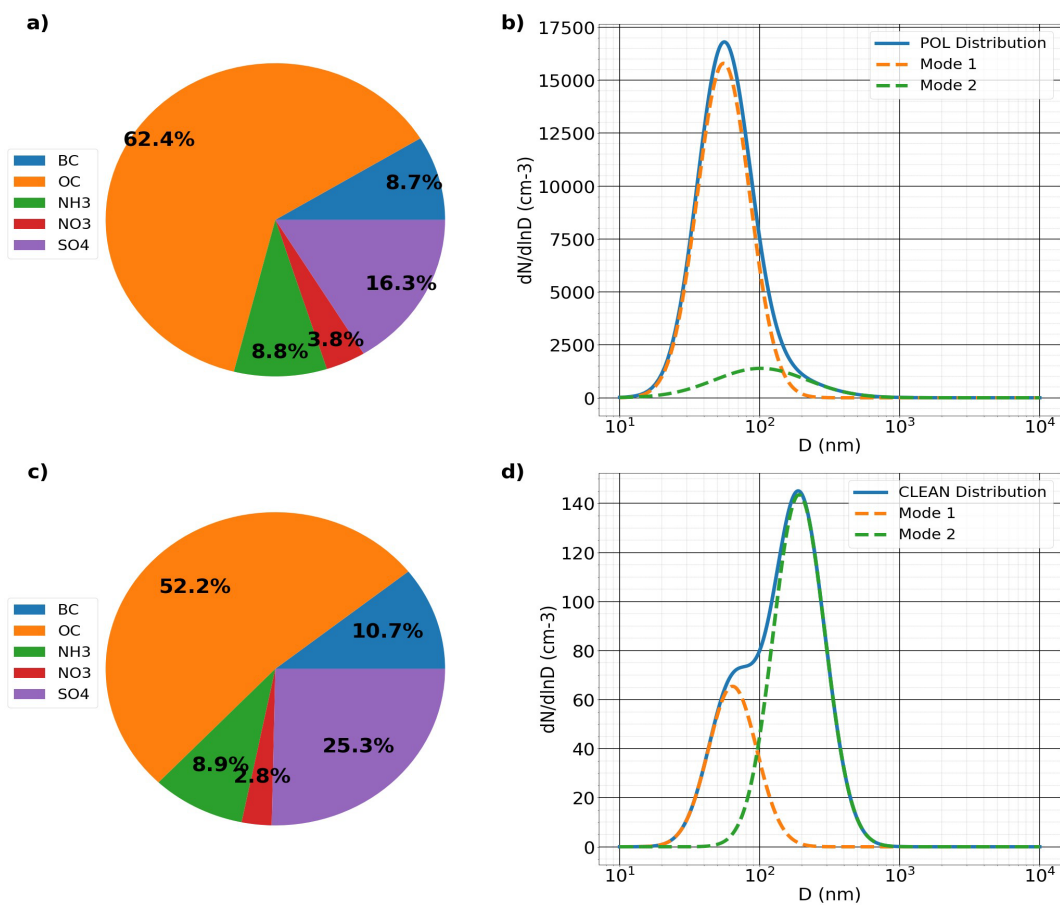 a)
62.4%
8.7%
16.3%
3.8%
8.8%
BC
OC
NH3
NO3
SO4
b)
17500
15000
12500
10000
7500
5000
2500
0
dN/dlnD (cm-3)
POL Distribution
Mode 1
Mode 2
10¹ 10² 10³ 10⁴
D (nm)
c)
52.2%
10.7%
25.3%
2.8%
8.9%
BC
OC
NH3
NO3
SO4
d)
140
120
100
80
60
40
20
0
dN/dlnD (cm-3)
CLEAN Distribution
Mode 1
Mode 2
10¹ 10² 10³ 10⁴
D (nm)